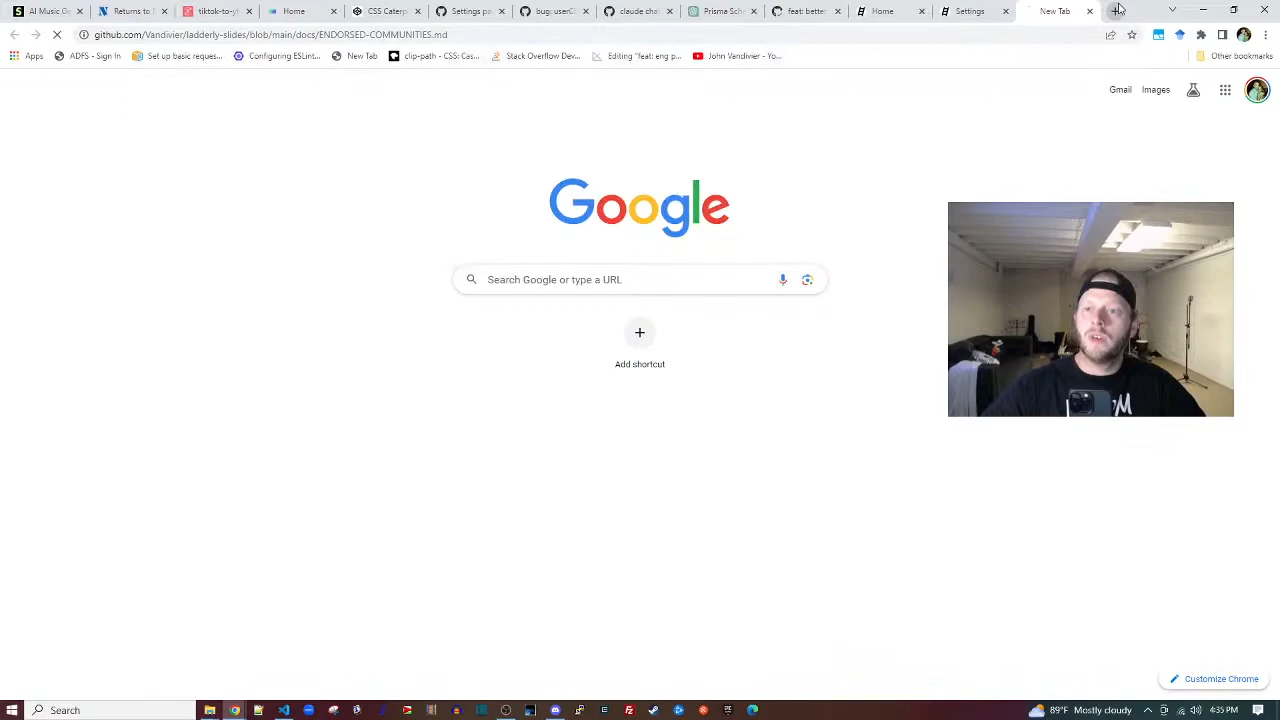 AI Music Ge
Returns to S
tiktok-to-y
Home
CSS Caterp
Settings pa
bug: userCl
claude chat
Prisma Sch
feat: better
Home
Settings
New Tab
github.com/Vandivier/ladderly-slides/blob/main/docs/ENDORSED-COMMUNITIES.md
Apps
ADFS - Sign In
Set up basic reques...
Configuring ESLint...
New Tab
clip-path - CSS: Cas...
Stack Overflow De...
Editing "feat: eng p...
John Vandivier - Yo...
Other bookmarks
Gmail
Images
Google
Search Google or type a URL
Add shortcut
Customize Chrome
Search
89°F Mostly cloudy
4:35 PM